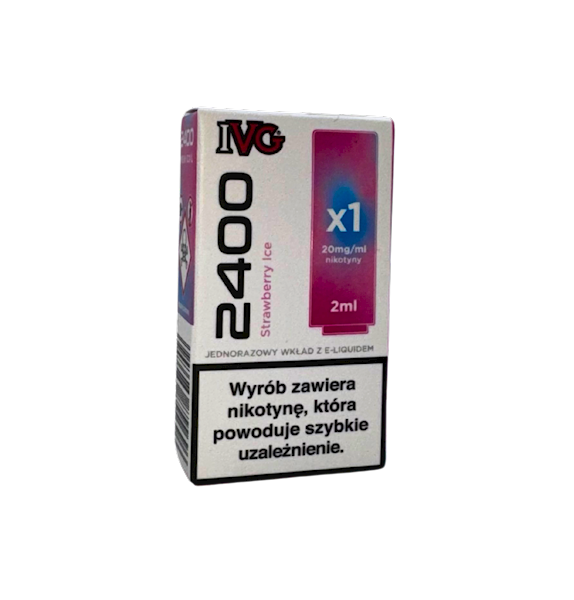 IVG
2400
Strawberry Ice
x1
20mg/ml
nikotyny
2ml
JEDNORAZOWY WKŁAD Z E-LIQUIDEM
Wyrób zawiera
nikotynę, która
powoduje szybkie
uzależnienie.
2400